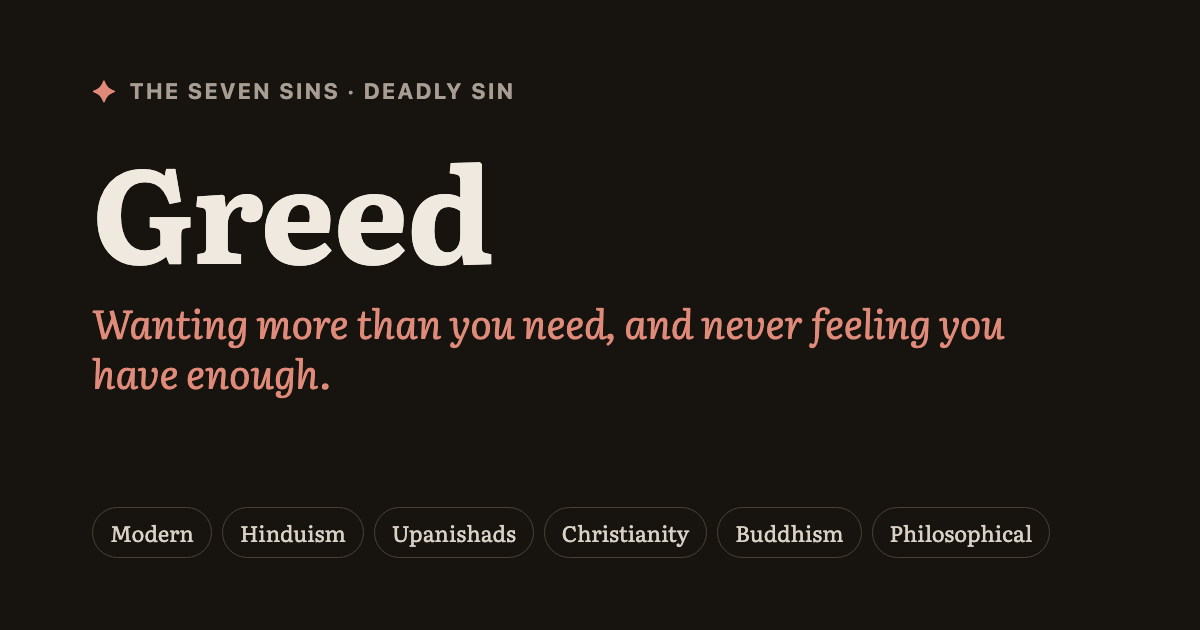 THE SEVEN SINS · DEADLY SIN
Greed
Wanting more than you need, and never feeling you
have enough.
Modern
Hinduism
Upanishads
Christianity
Buddhism
Philosophical